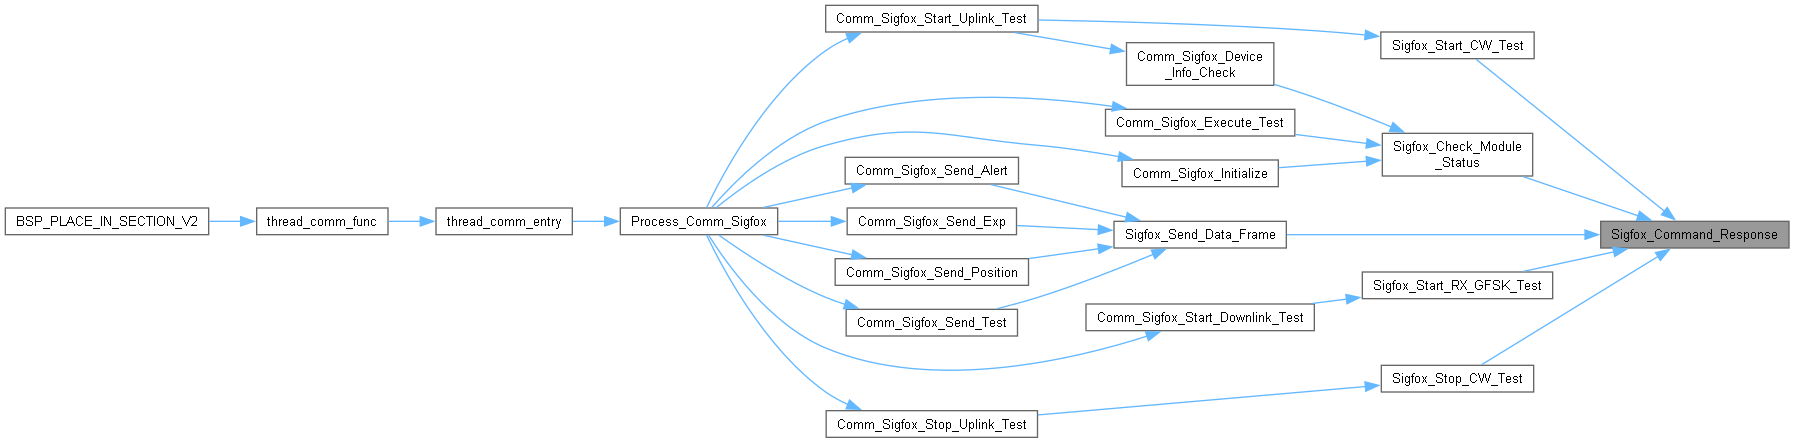 Comm_Sigfox_Start_Uplink_Test
Sigfox_Start_CW_Test
Comm_Sigfox_Device
_Info_Check
Comm_Sigfox_Execute_Test
Sigfox_Check_Module
_Status
Comm_Sigfox_Initialize
Comm_Sigfox_Send_Alert
BSP_PLACE_IN_SECTION_V2
thread_comm_func
thread_comm_entry
Process_Comm_Sigfox
Comm_Sigfox_Send_Exp
Sigfox_Send_Data_Frame
Sigfox_Command_Response
Comm_Sigfox_Send_Position
Sigfox_Start_RX_GFSK_Test
Comm_Sigfox_Send_Test
Comm_Sigfox_Start_Downlink_Test
Sigfox_Stop_CW_Test
Comm_Sigfox_Stop_Uplink_Test